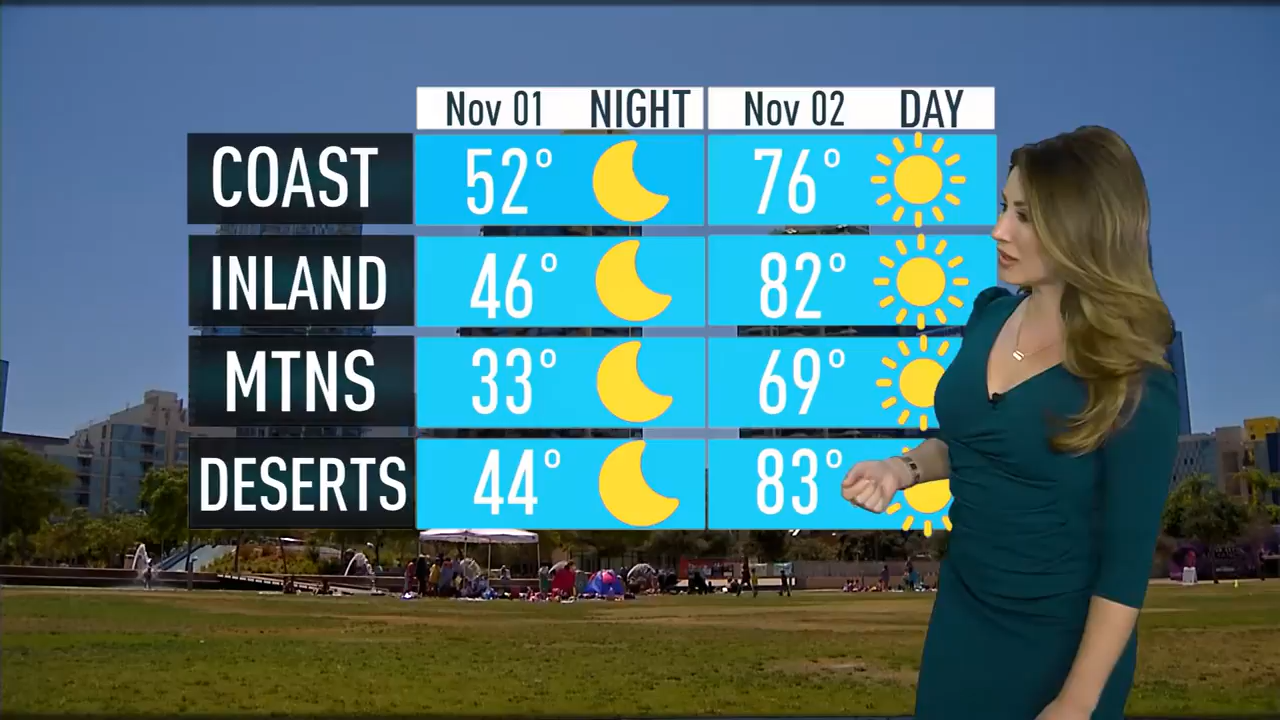 Nov 01 NIGHT Nov 02 DAY
COAST 52° 76°
INLAND 46° 82°
MTNS 33° 69°
DESERTS 44° 83°